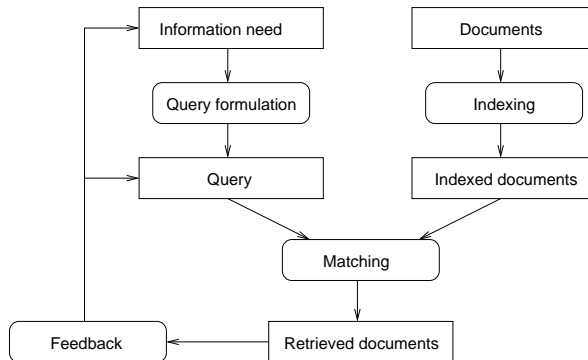 Information need
Documents
Query formulation
Indexing
Query
Indexed documents
Matching
Feedback
Retrieved documents